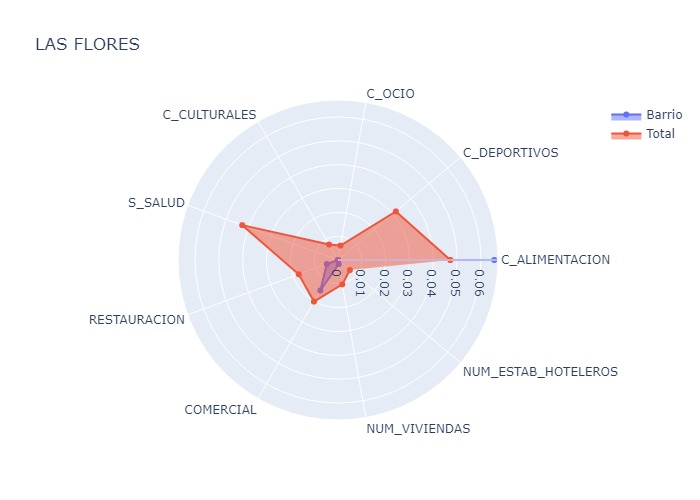 LAS FLORES
C_OCIO
C_CULTURALES
C_DEPORTIVOS
S_SALUD
C_ALIMENTACION
RESTAURACION
NUM_ESTAB_HOTELEROS
COMERCIAL
NUM_VIVIENDAS
0
0.01
0.02
0.03
0.04
0.05
0.06
Barrio
Total